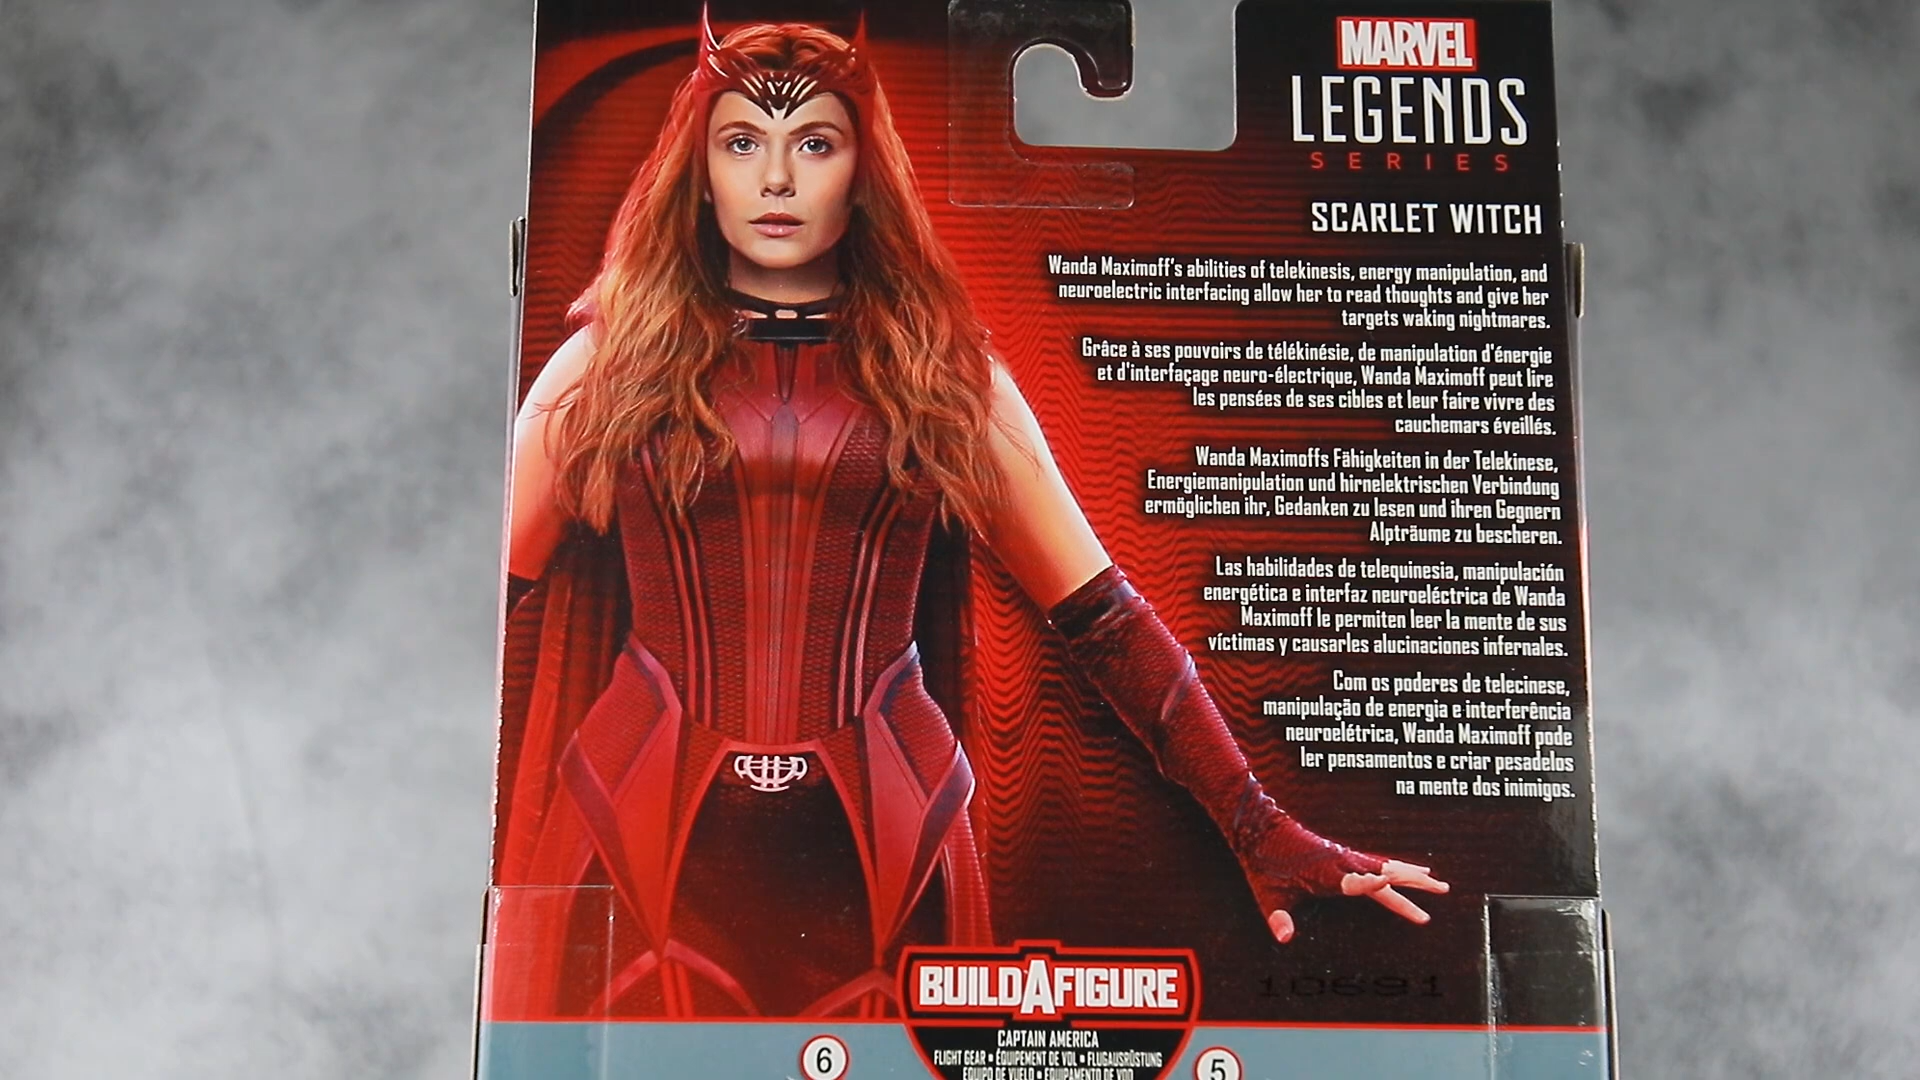 MARVEL
LEGENDS
SERIES
SCARLET WITCH
Wanda Maximoff's abilities of telekinesis, energy manipulation, and
neuroelectric interfacing allow her to read thoughts and give her
targets waking nightmares.
Grâce à ses pouvoirs de télékinésie, de manipulation d'énergie
et d'interfaçage neuro-électrique, Wanda Maximoff peut lire
les pensées de ses cibles et leur faire vivre des
cauchemars éveillés.
Wanda Maximoffs Fähigkeiten in der Telekinese,
Energiemanipulation und hirnelektrischen Verbindung
ermöglichen ihr, Gedanken zu lesen und ihren Gegnern
Alpträume zu bescheren.
Las habilidades de telequinesia, manipulación
energética e interfaz neuroeléctrica de Wanda
Maximoff le permiten leer la mente de sus
víctimas y causarles alucinaciones infernales.
Com os poderes de telecinese,
manipulação de energia e interferência
neuroelétrica, Wanda Maximoff pode
ler pensamentos e criar pesadelos
na mente dos inimigos.
10691
BUILDAFIGURE
CAPTAIN AMERICA
FLIGHT GEAR ▪ ÉQUIPEMENT DE VOL ▪ FLUGAUSRÜSTUNG
EQUIPO DE VUELO ▪ EQUIPAMENTO DE VOO
6
5